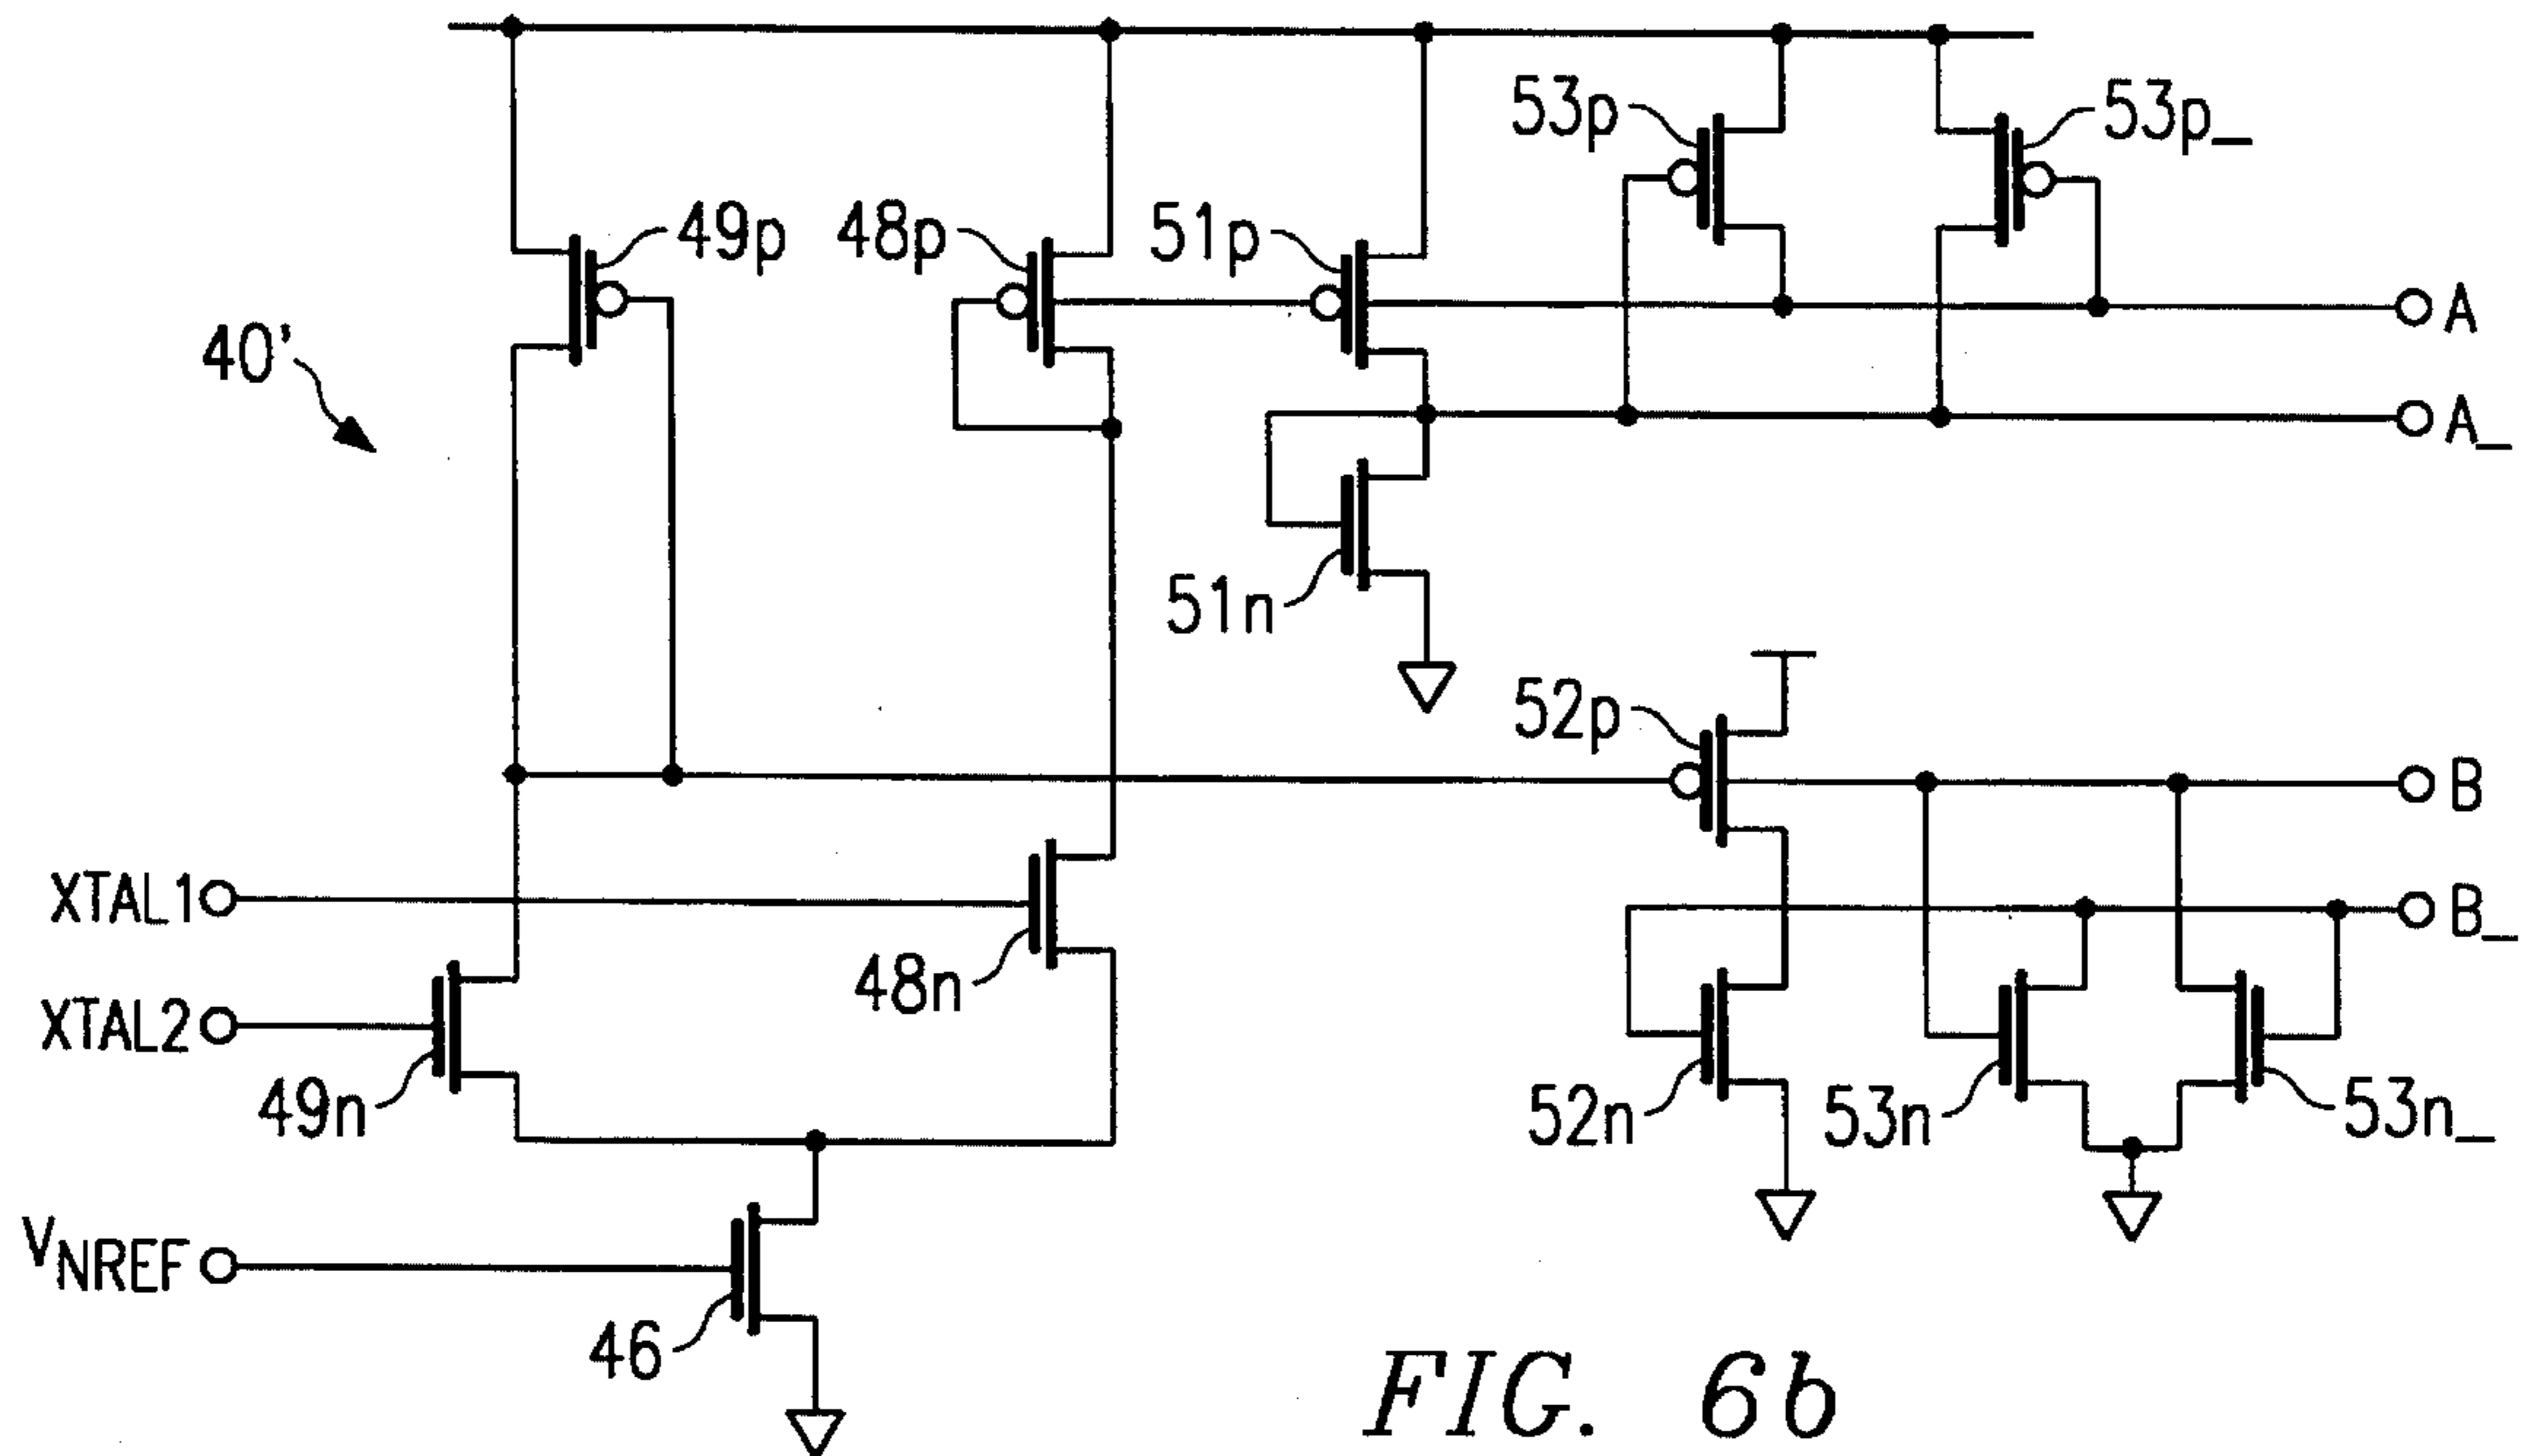 53p
53p_
49p
48p
51p
40'
A
A_
51n
52p
B
XTAL1
B_
48n
XTAL2
49n
52n
53n
53n_
VNREF
46
FIG. 6b